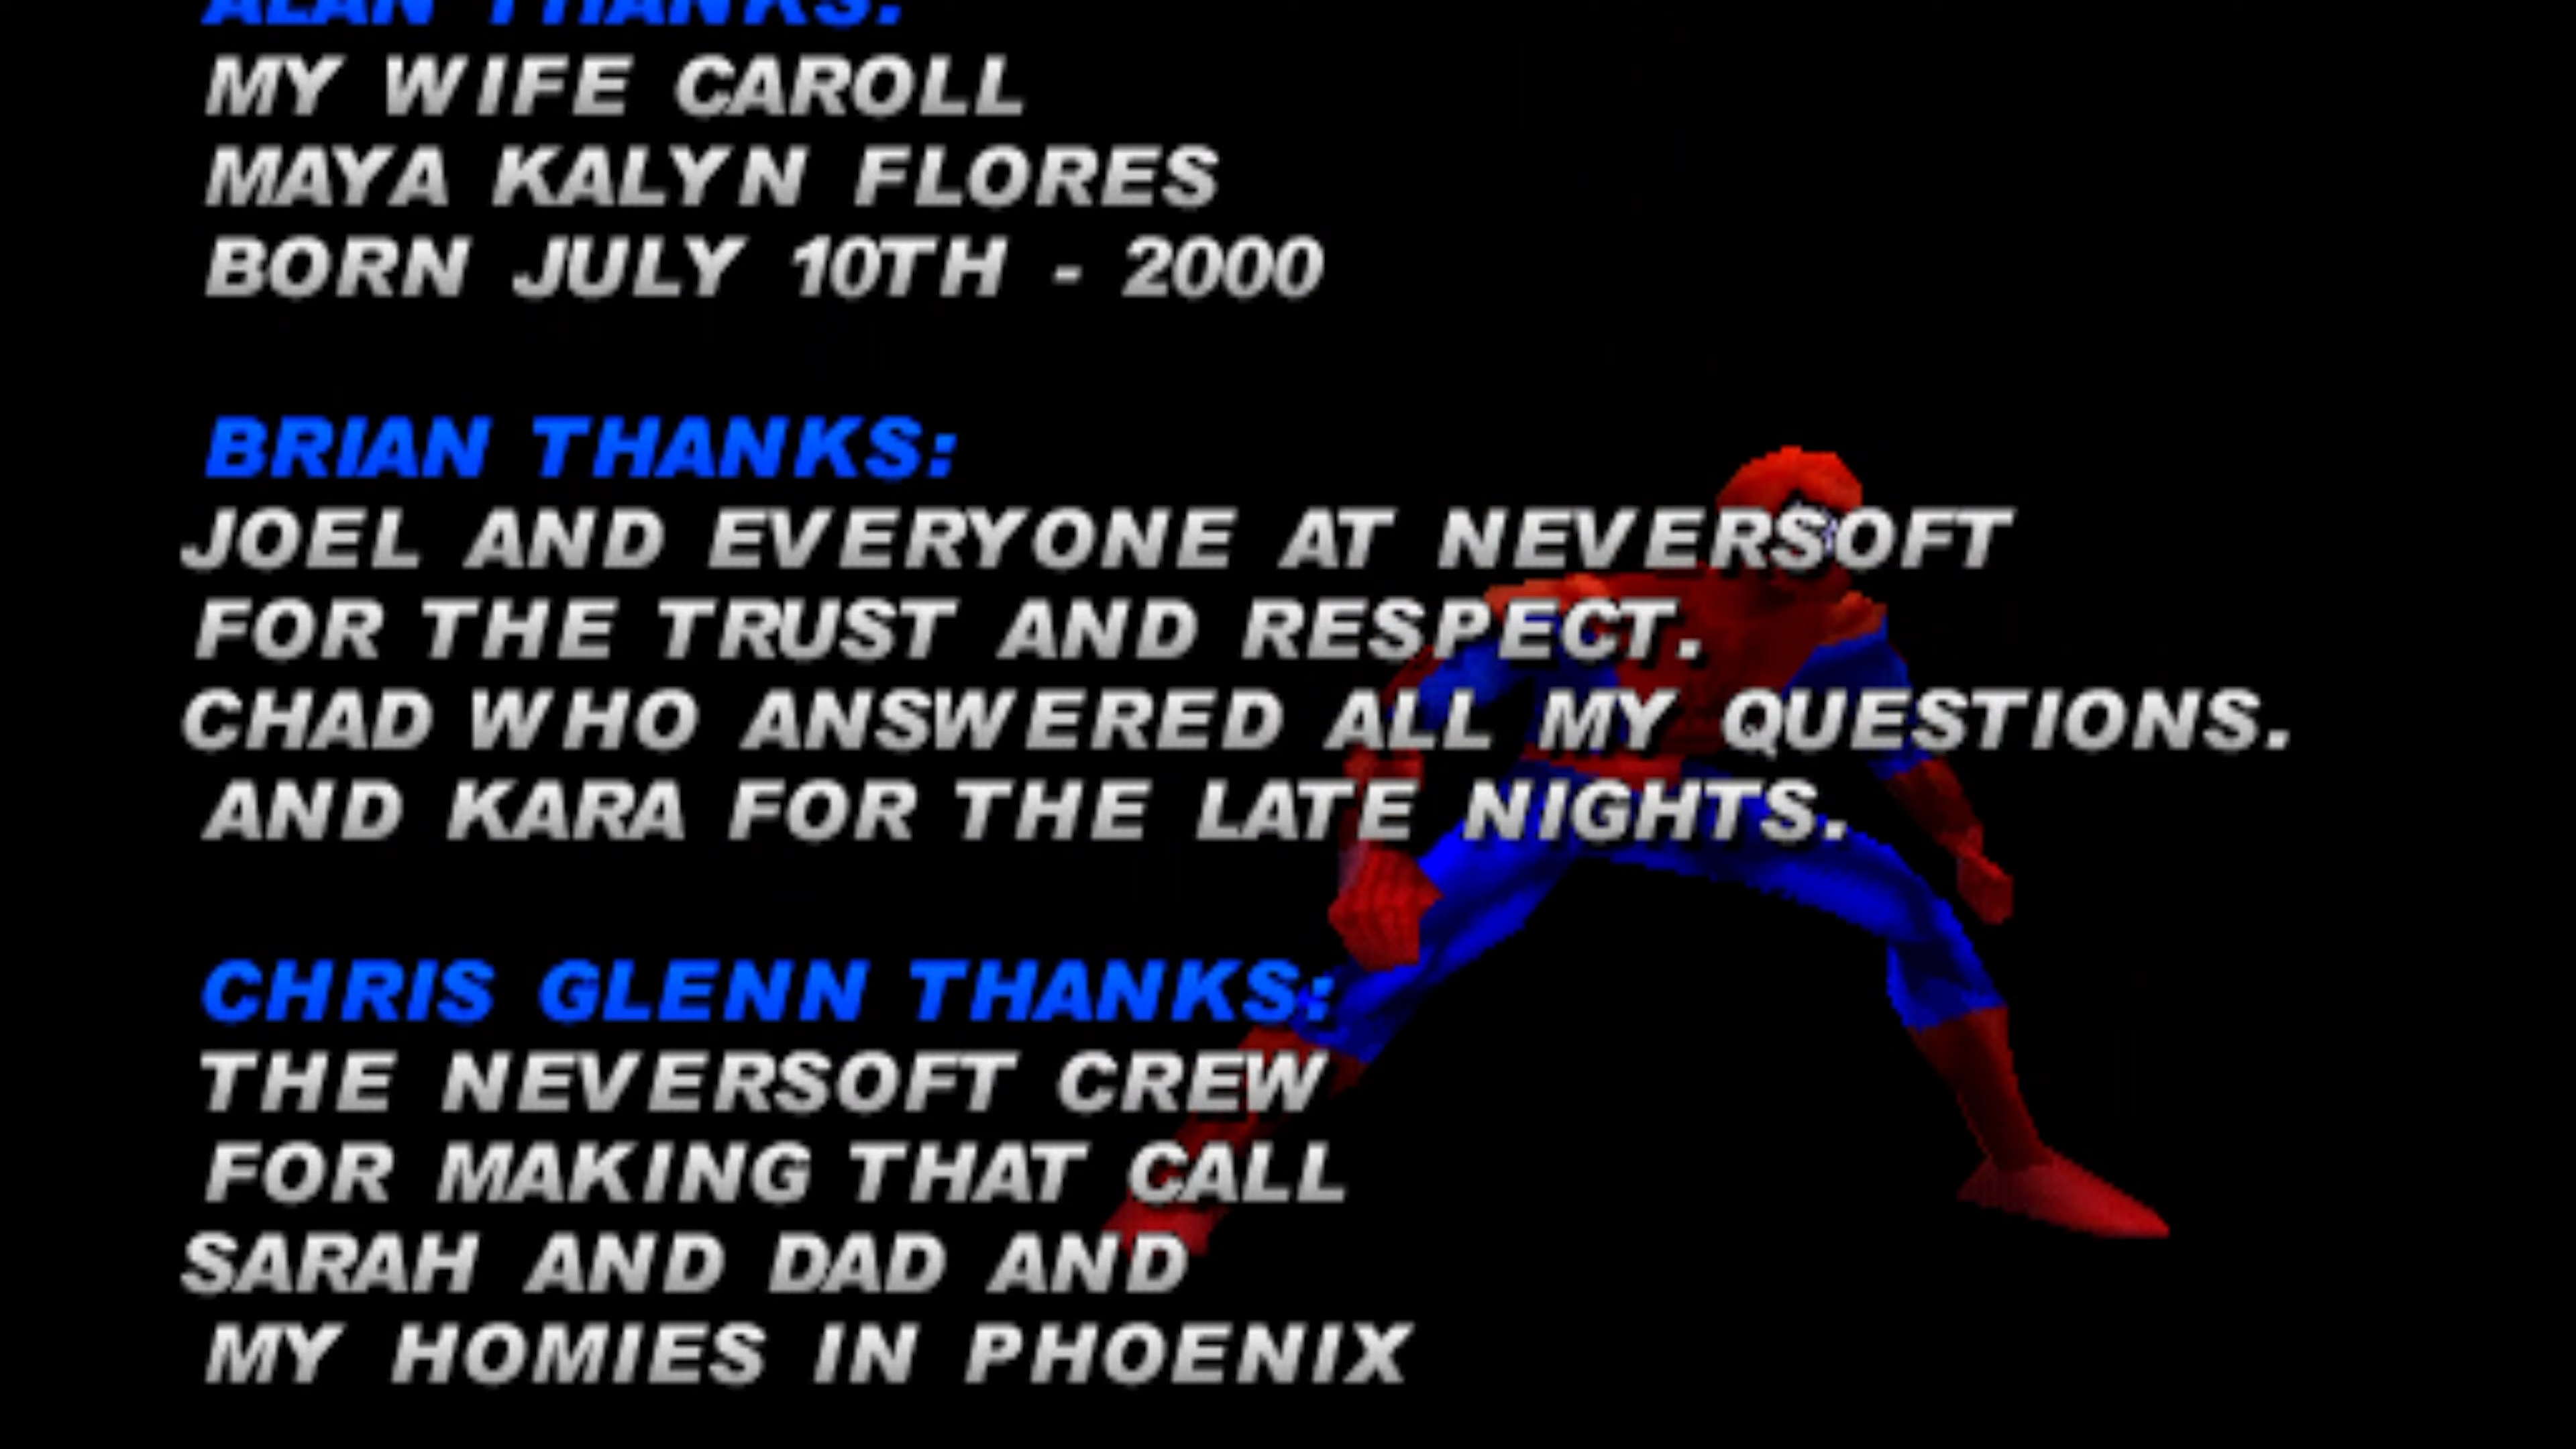 ALAN THANKS:
MY WIFE CAROLL
MAYA KALYN FLORES
BORN JULY 10TH - 2000
BRIAN THANKS:
JOEL AND EVERYONE AT NEVERSOFT
FOR THE TRUST AND RESPECT.
CHAD WHO ANSWERED ALL MY QUESTIONS.
AND KARA FOR THE LATE NIGHTS.
CHRIS GLENN THANKS:
THE NEVERSOFT CREW
FOR MAKING THAT CALL
SARAH AND DAD AND
MY HOMIES IN PHOENIX